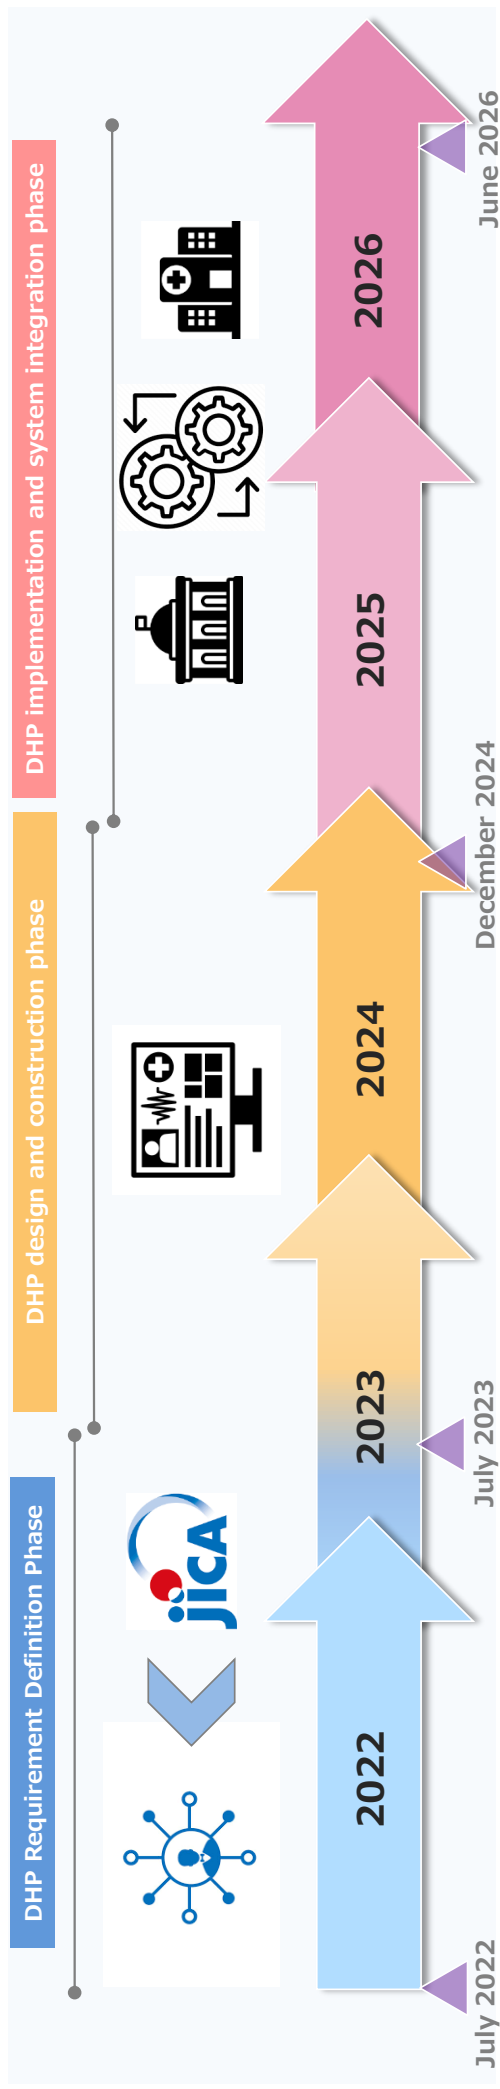 DHP Requirement Definition Phase
DHP design and construction phase
DHP implementation and system integration phase
jICA
2022
2023
2024
2025
2026
July 2022
July 2023
December 2024
June 2026